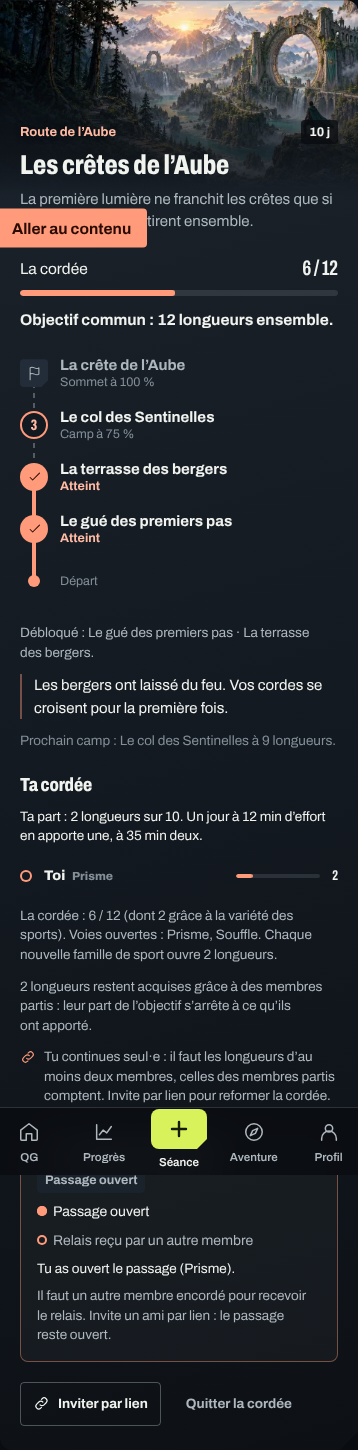 Route de l'Aube
10 j
Les crêtes de l'Aube
La première lumière ne franchit les crêtes que si
Aller au contenu
tirent ensemble.
La cordée
6 / 12
Objectif commun : 12 longueurs ensemble.
La crête de l'Aube
Sommet à 100 %
3
Le col des Sentinelles
Camp à 75 %
La terrasse des bergers
Atteint
Le gué des premiers pas
Atteint
Départ
Débloqué : Le gué des premiers pas · La terrasse
des bergers.
Les bergers ont laissé du feu. Vos cordes se
croisent pour la première fois.
Prochain camp : Le col des Sentinelles à 9 longueurs.
Ta cordée
Ta part : 2 longueurs sur 10. Un jour à 12 min d'effort
en apporte une, à 35 min deux.
Toi Prisme
2
La cordée : 6 / 12 (dont 2 grâce à la variété des
sports). Voies ouvertes : Prisme, Souffle. Chaque
nouvelle famille de sport ouvre 2 longueurs.
2 longueurs restent acquises grâce à des membres
partis : leur part de l'objectif s'arrête à ce qu'ils
ont apporté.
Tu continues seul·e : il faut les longueurs d'au
moins deux membres, celles des membres partis
comptent. Invite par lien pour reformer la cordée.
QG
Progrès
Séance
Aventure
Profil
Passage ouvert
Passage ouvert
Relais reçu par un autre membre
Tu as ouvert le passage (Prisme).
Il faut un autre membre encordé pour recevoir
le relais. Invite un ami par lien : le passage
reste ouvert.
Inviter par lien
Quitter la cordée